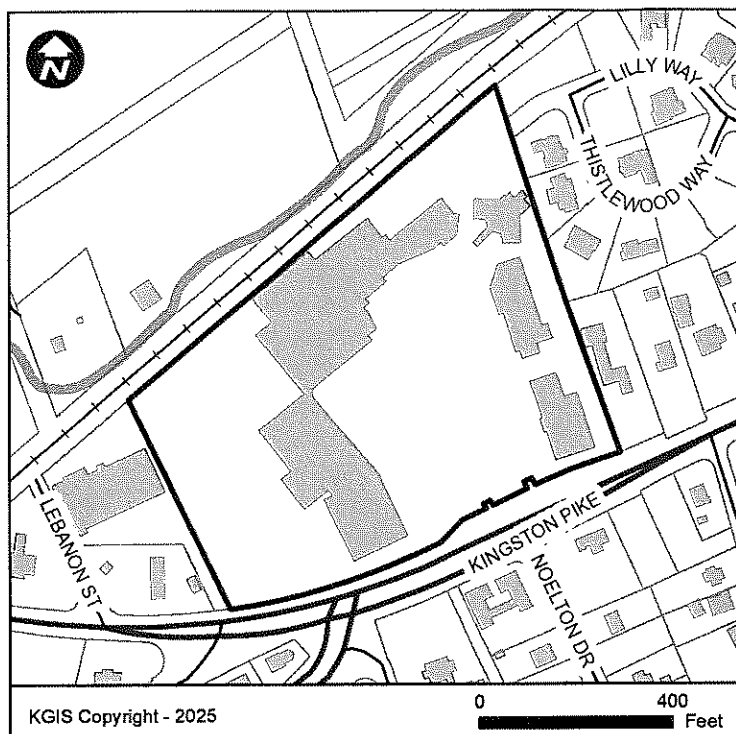 N
LILLY WAY
THISTLEWOOD WAY
LEBANON ST
KINGSTON PIKE
NOELTON DR
KGIS Copyright - 2025
0 400
Feet